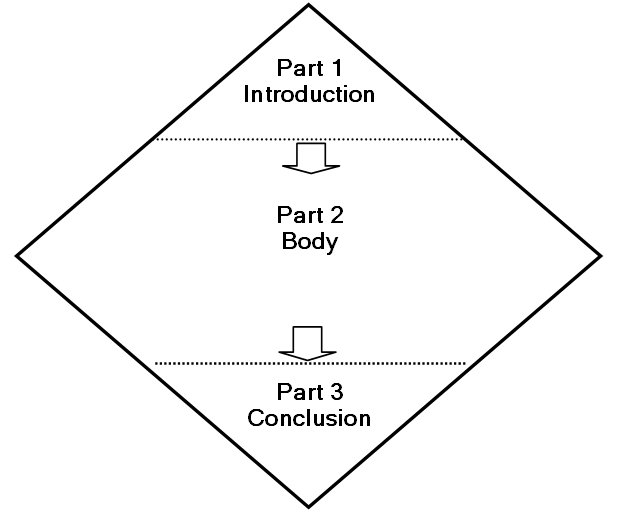 Part 1
Introduction
Part 2
Body
Part 3
Conclusion